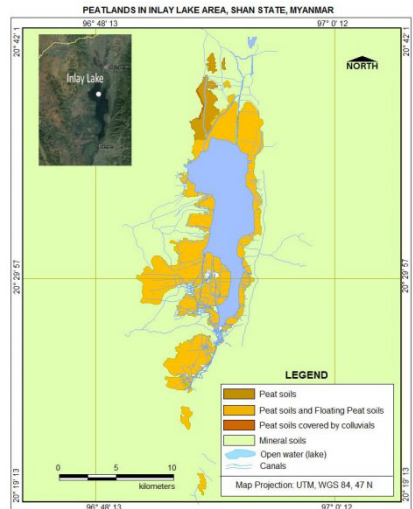 PEATLANDS IN INLAY LAKE AREA, SHAN STATE, MYANMAR
96° 48' 13
97° 0' 12
20° 42' 1
20° 42' 1
Inlay Lake
NORTH
20° 29' 57
20° 29' 57
LEGEND
Peat soils
Peat soils and Floating Peat soils
Peat soils covered by colluvials
Mineral soils
Open water (lake)
Canals
Map Projection: UTM, WGS 84, 47 N
0 5 10
kilometers
20° 19' 13
20° 19' 13
96° 48' 13
97° 0' 12